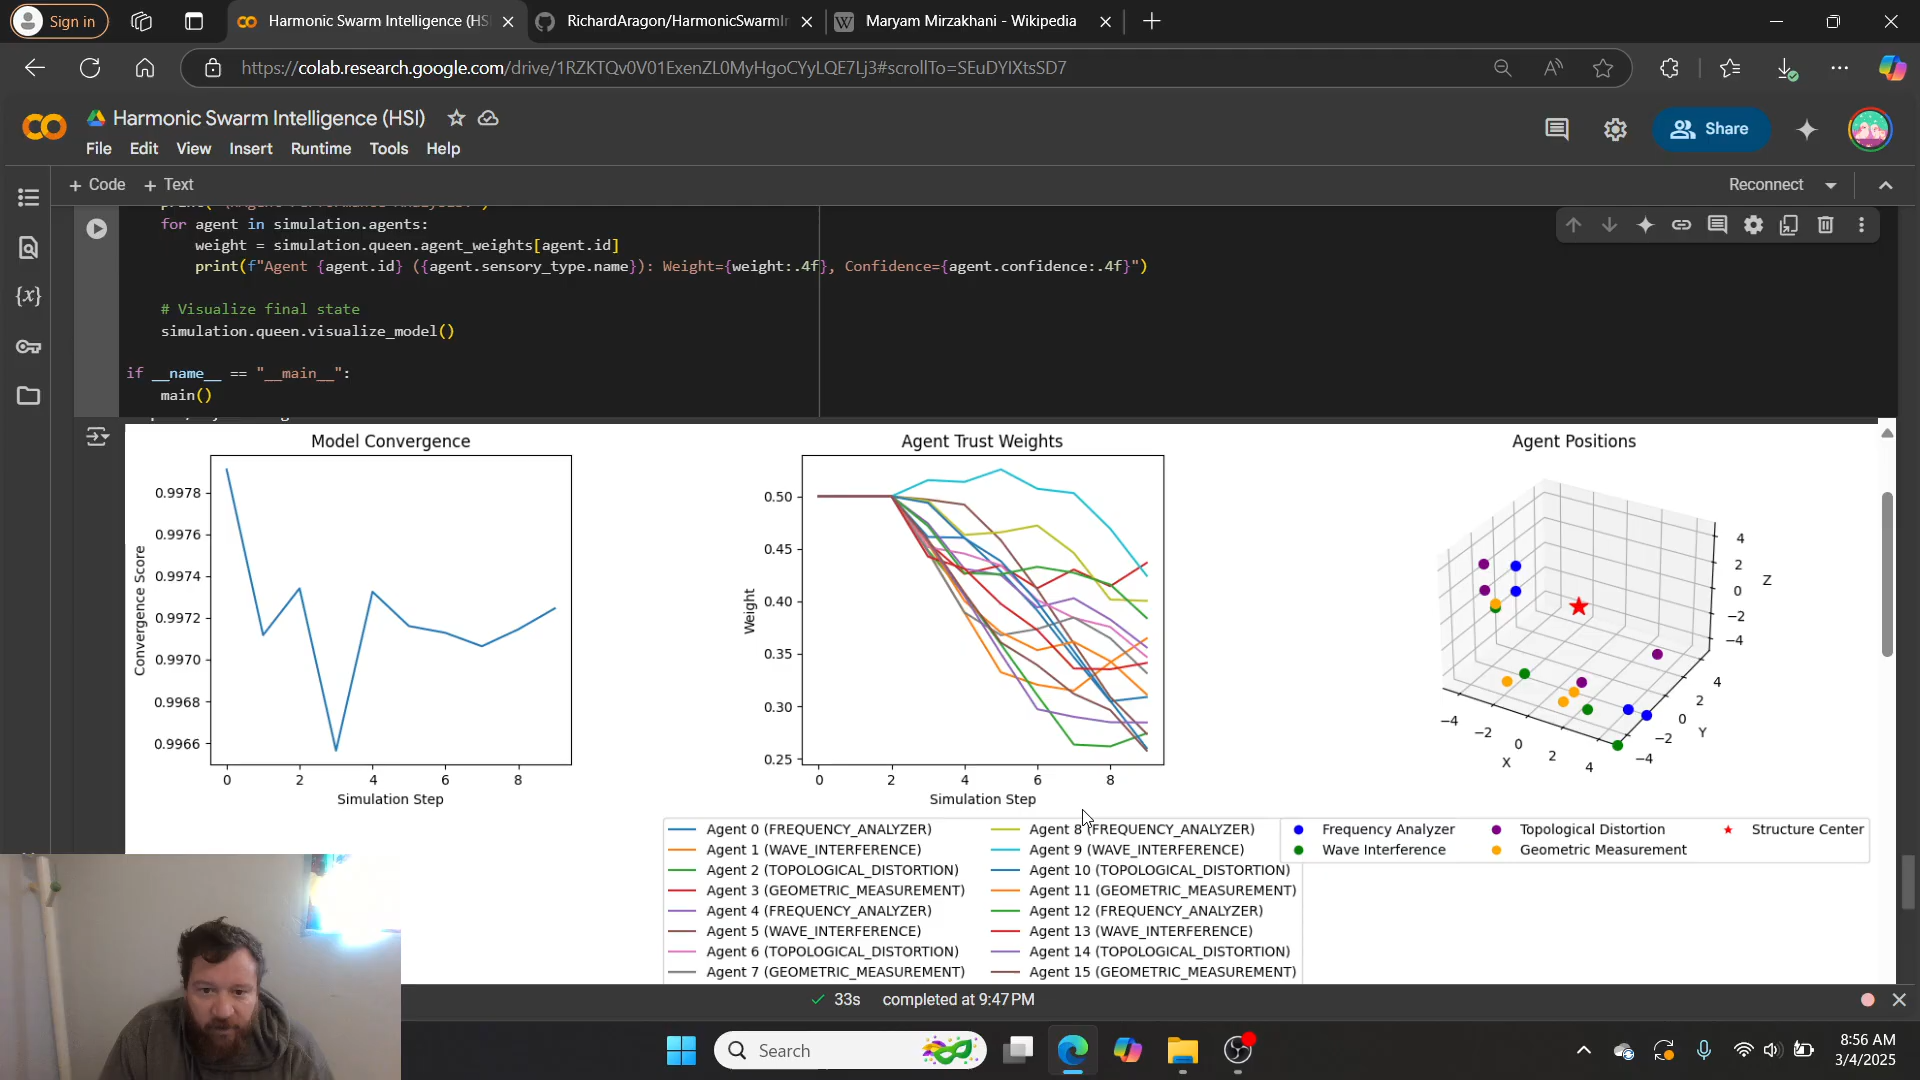 Sign in
Harmonic Swarm Intelligence (HSI
RichardAragon/HarmonicSwarmIn
Maryam Mirzakhani - Wikipedia
https://colab.research.google.com/drive/1RZKTQv0V01ExenZL0MyHgoCYyLQE7Lj3#scrollTo=SEuDYIXtsSD7
Harmonic Swarm Intelligence (HSI)
File Edit View Insert Runtime Tools Help
Share
+ Code + Text
Reconnect
for agent in simulation.agents:
weight = simulation.queen.agent_weights[agent.id]
print(f"Agent {agent.id} ({agent.sensory_type.name}): Weight={weight:.4f}, Confidence={agent.confidence:.4f}")
# Visualize final state
simulation.queen.visualize_model()
if __name__ == "__main__":
main()
Model Convergence
Convergence Score
0.9978
0.9976
0.9974
0.9972
0.9970
0.9968
0.9966
0 2 4 6 8
Simulation Step
Agent Trust Weights
Weight
0.50
0.45
0.40
0.35
0.30
0.25
0 2 4 6 8
Simulation Step
Agent Positions
4
2
0
−2
−4
Z
−4 −2 0 2 4
X
4
2
0
−2
−4
Y
Agent 0 (FREQUENCY_ANALYZER)
Agent 1 (WAVE_INTERFERENCE)
Agent 2 (TOPOLOGICAL_DISTORTION)
Agent 3 (GEOMETRIC_MEASUREMENT)
Agent 4 (FREQUENCY_ANALYZER)
Agent 5 (WAVE_INTERFERENCE)
Agent 6 (TOPOLOGICAL_DISTORTION)
Agent 7 (GEOMETRIC_MEASUREMENT)
Agent 8 (FREQUENCY_ANALYZER)
Agent 9 (WAVE_INTERFERENCE)
Agent 10 (TOPOLOGICAL_DISTORTION)
Agent 11 (GEOMETRIC_MEASUREMENT)
Agent 12 (FREQUENCY_ANALYZER)
Agent 13 (WAVE_INTERFERENCE)
Agent 14 (TOPOLOGICAL_DISTORTION)
Agent 15 (GEOMETRIC_MEASUREMENT)
Frequency Analyzer
Wave Interference
Topological Distortion
Geometric Measurement
Structure Center
33s completed at 9:47 PM
Search
8:56 AM
3/4/2025